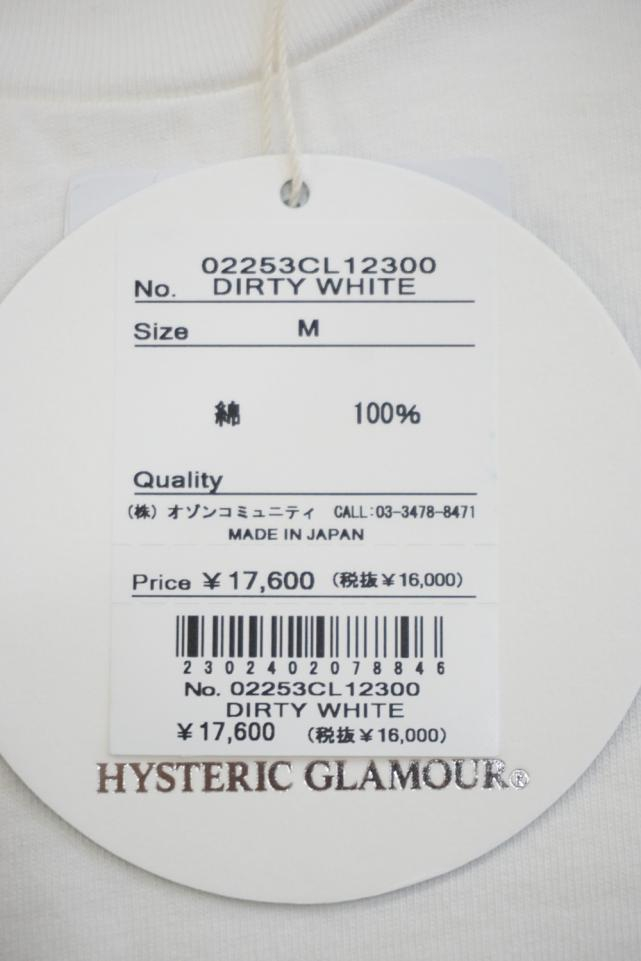 02253CL12300
No. DIRTY WHITE
Size M
綿 100%
Quality
(株) オゾンコミュニティ CALL:03-3478-8471
MADE IN JAPAN
Price ¥17,600 (税抜¥16,000)
2302402078846
No. 02253CL12300
DIRTY WHITE
¥17,600 (税抜¥16,000)
HYSTERIC GLAMOUR®